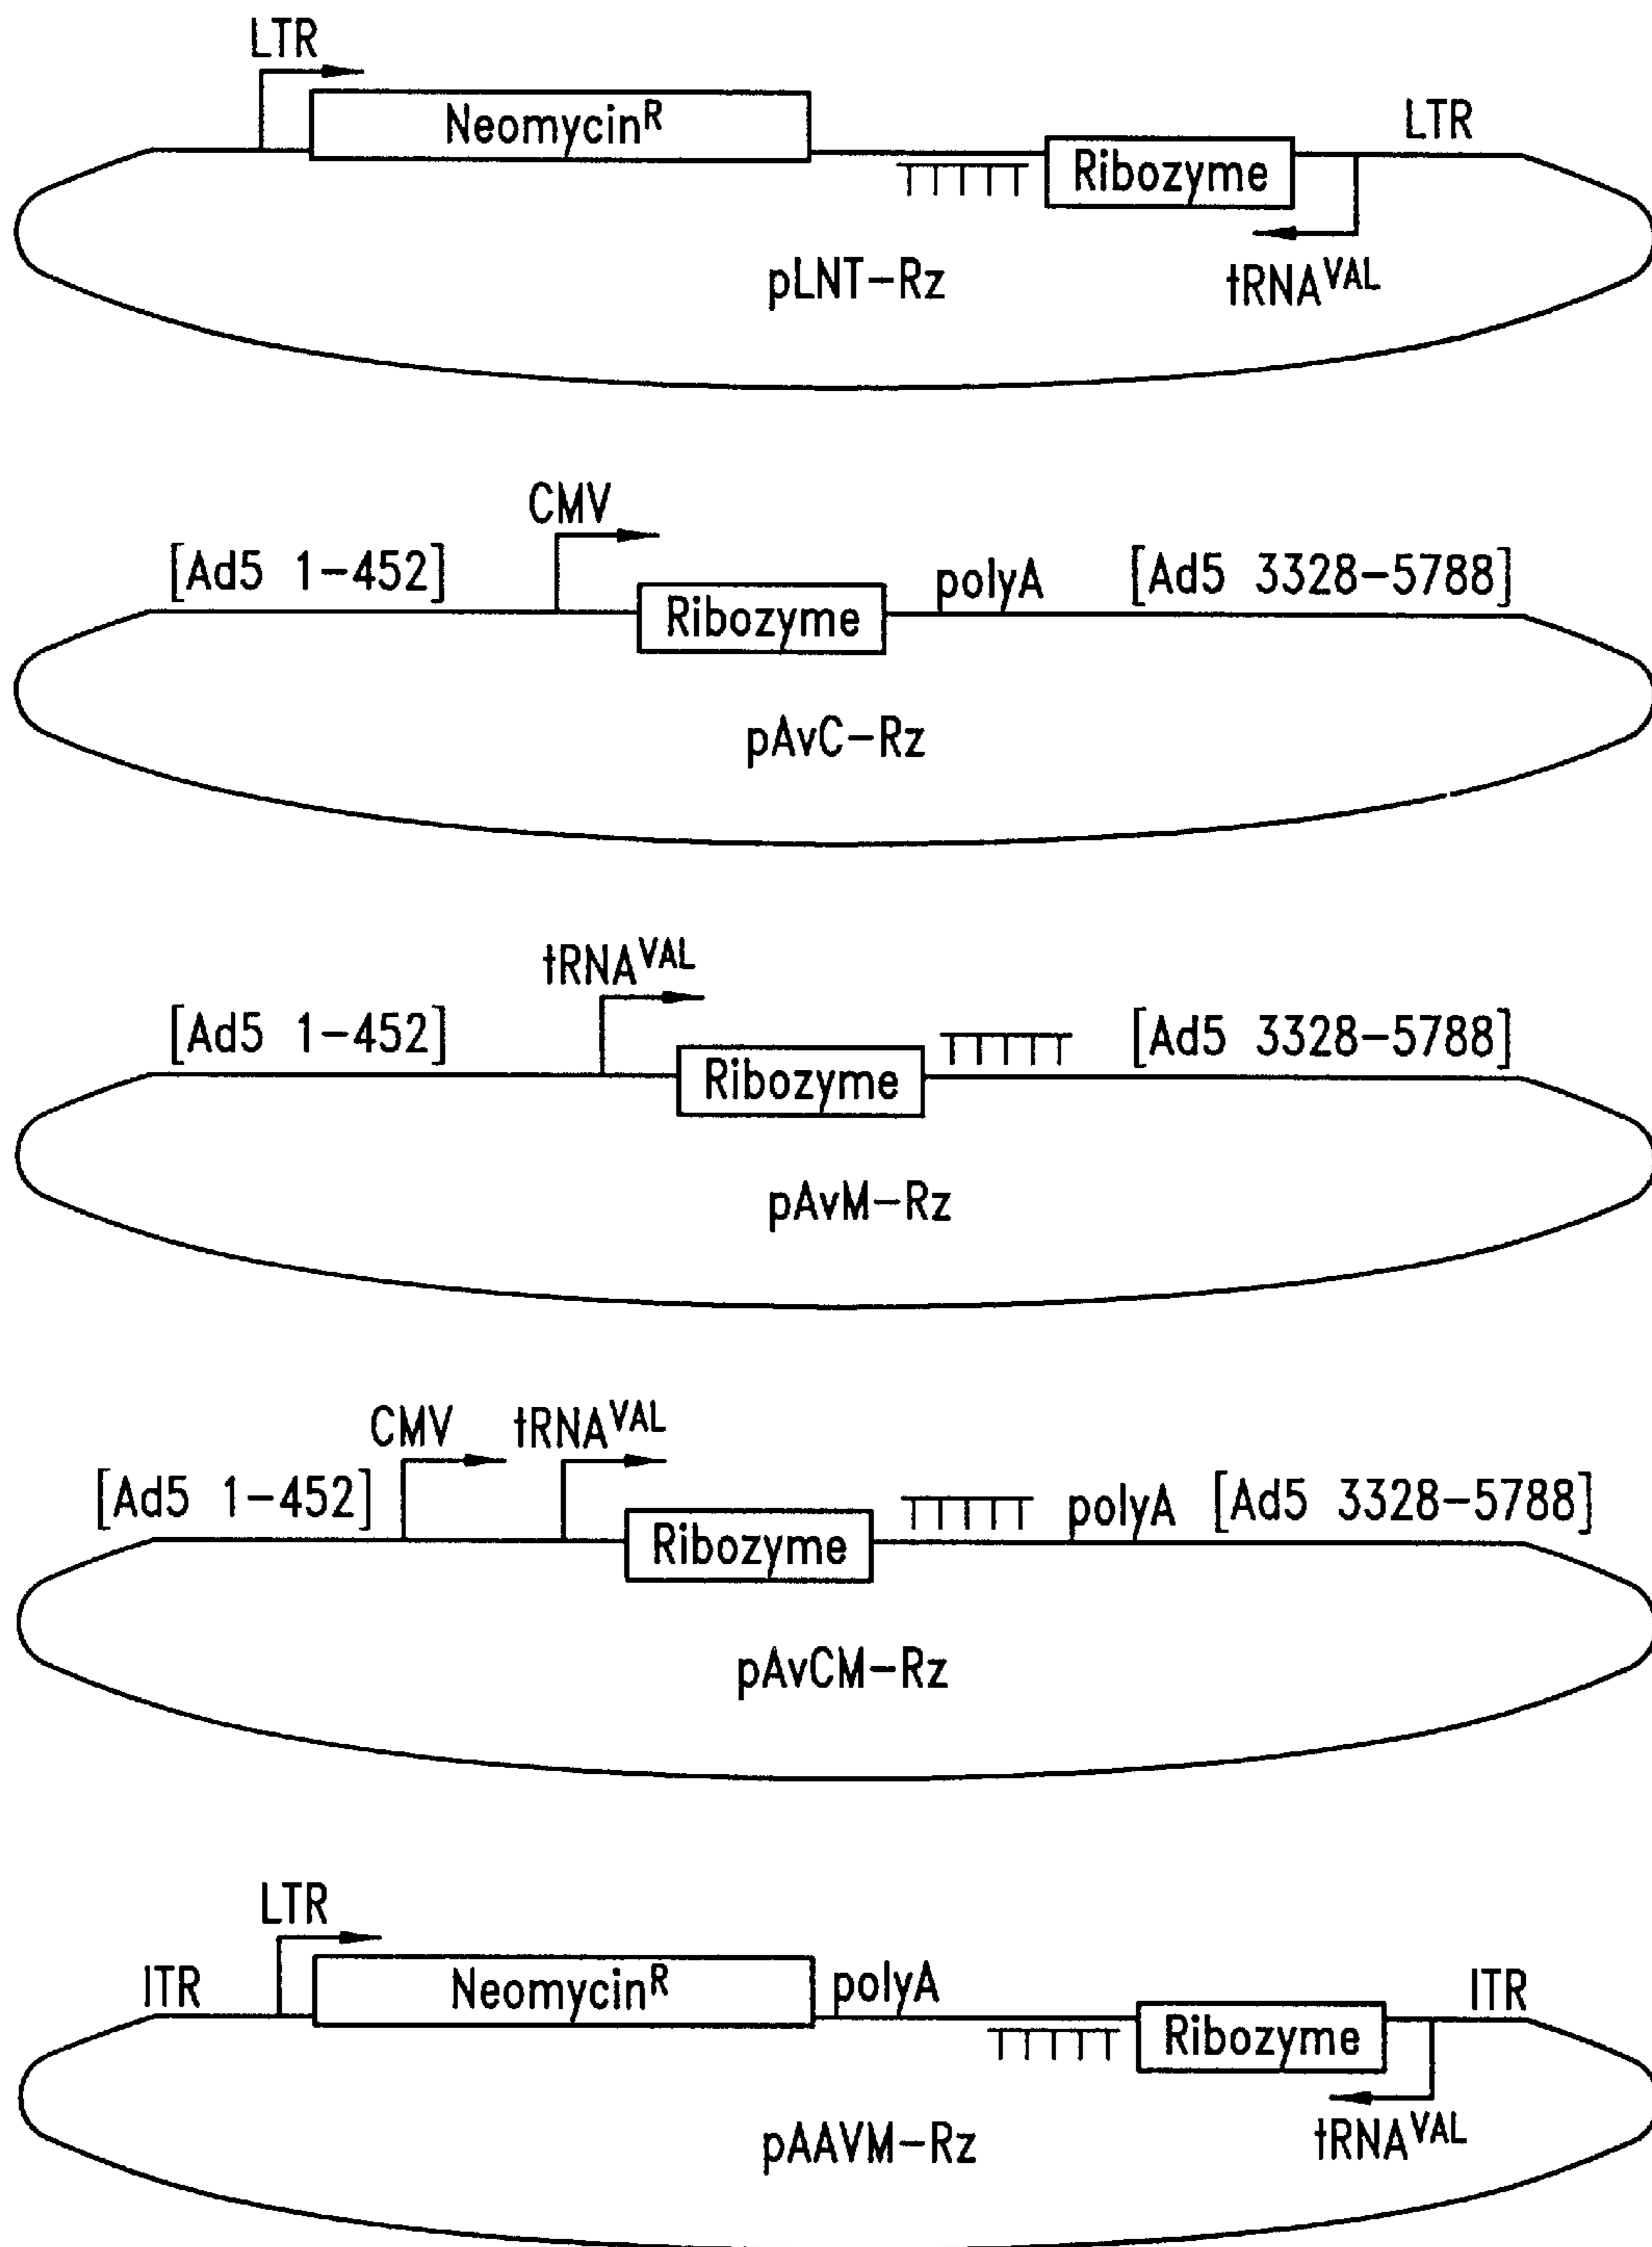 LTR
Neomycin^R
LTR
Ribozyme
pLNT-Rz
tRNA^VAL
CMV
[Ad5 1-452]
polyA
[Ad5 3328-5788]
Ribozyme
pAvC-Rz
tRNA^VAL
[Ad5 1-452]
[Ad5 3328-5788]
TTTTT
Ribozyme
pAvM-Rz
CMV
tRNA^VAL
[Ad5 1-452]
TTTTT
polyA
[Ad5 3328-5788]
Ribozyme
pAvCM-Rz
LTR
ITR
Neomycin^R
polyA
ITR
TTTTT
Ribozyme
pAAVM-Rz
tRNA^VAL